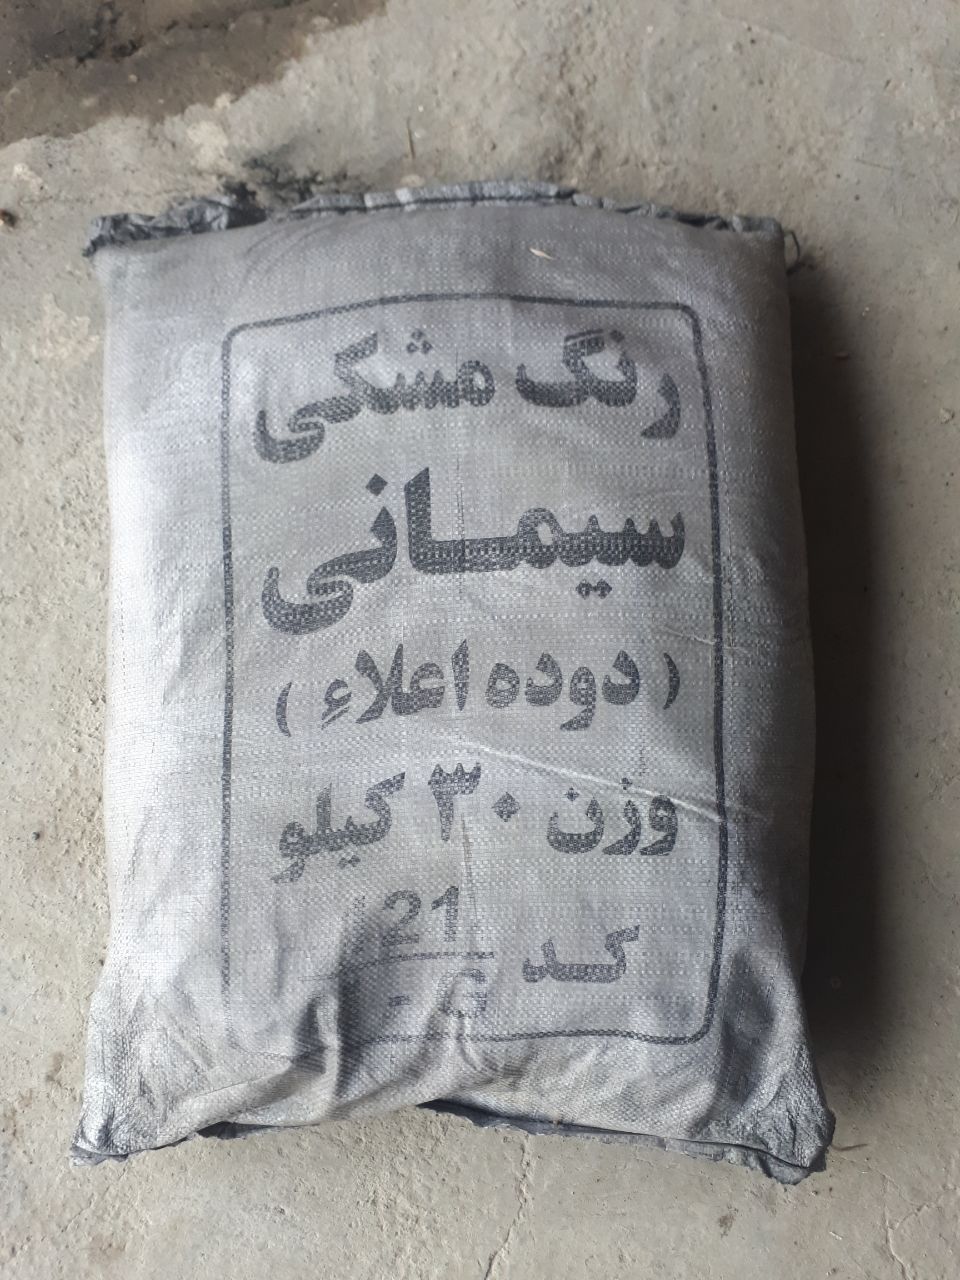 رنگ مشکی
سیمانی
( دوده اعلاءِ )
وزن ۳۰ کیلو
کد 21
G